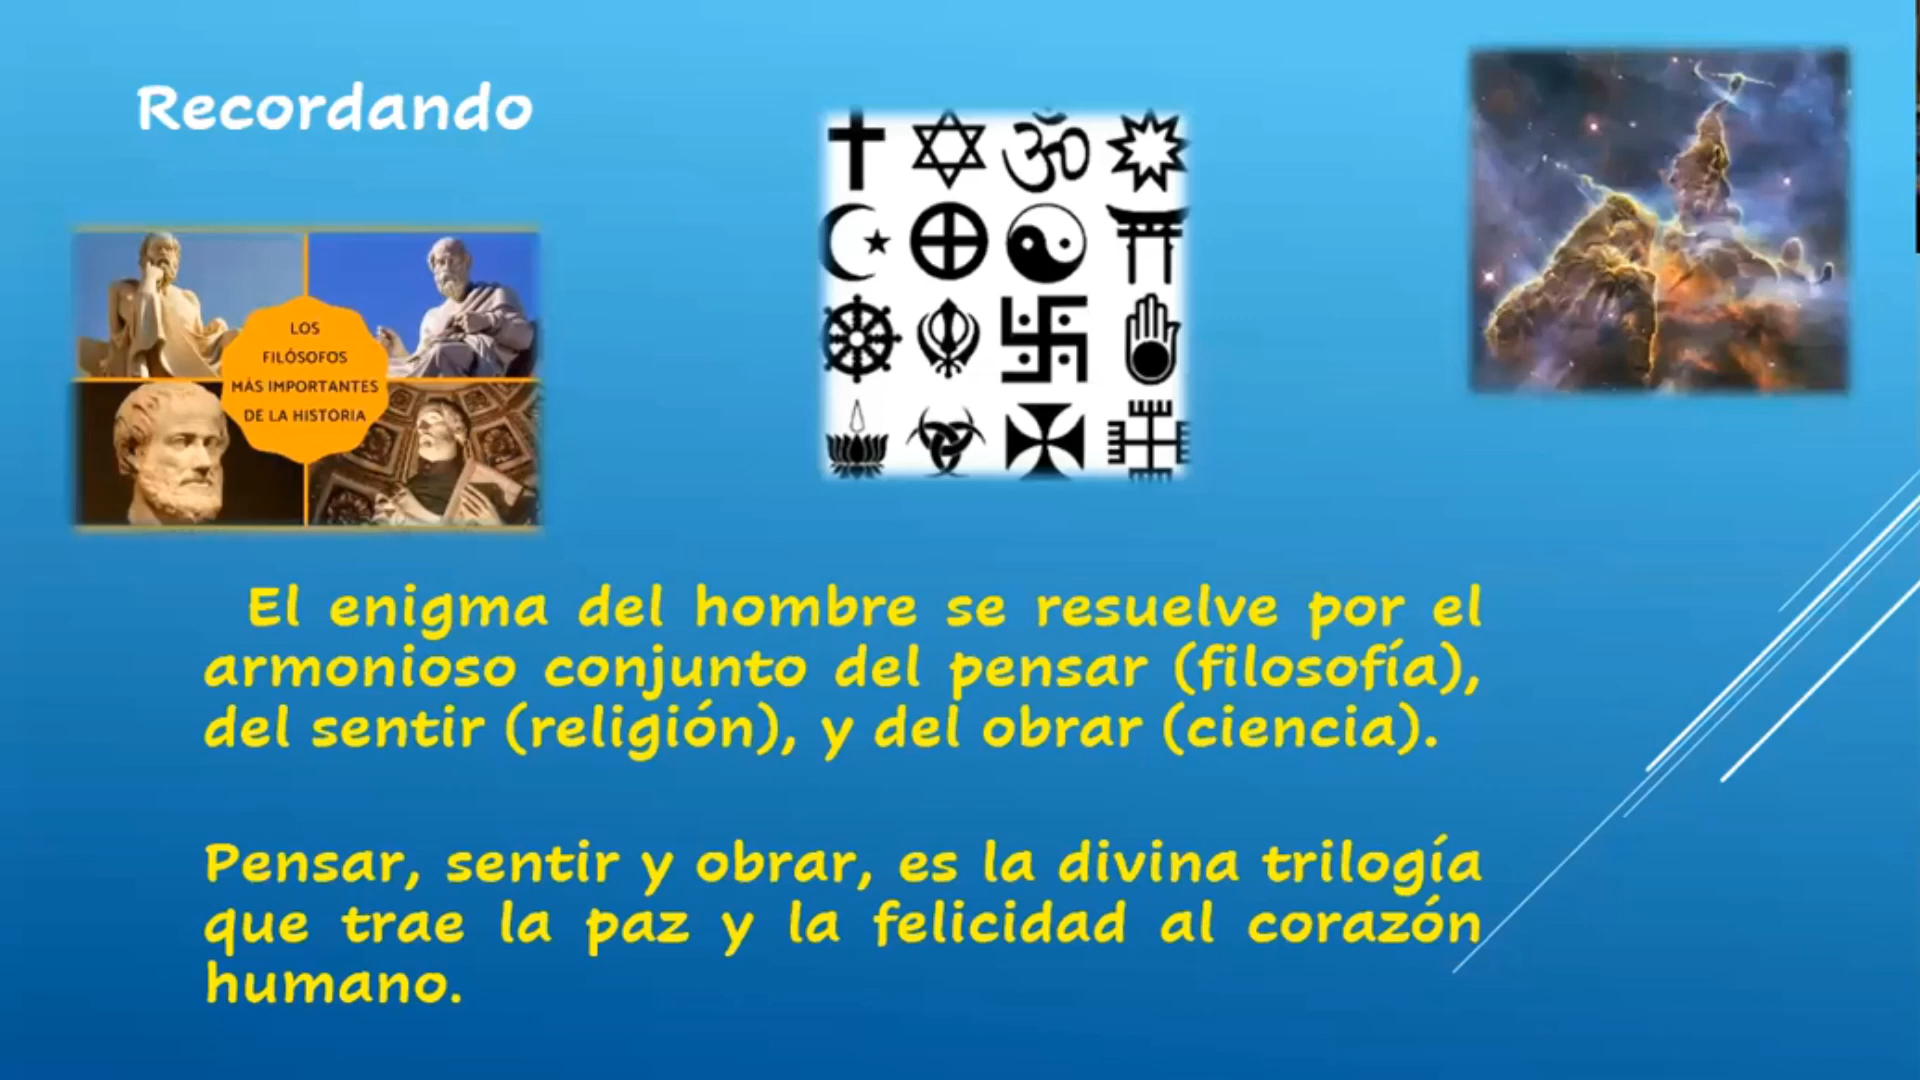 Recordando
LOS
FILÓSOFOS
MÁS IMPORTANTES
DE LA HISTORIA
El enigma del hombre se resuelve por el
armonioso conjunto del pensar (filosofía),
del sentir (religión), y del obrar (ciencia).
Pensar, sentir y obrar, es la divina trilogía
que trae la paz y la felicidad al corazón
humano.